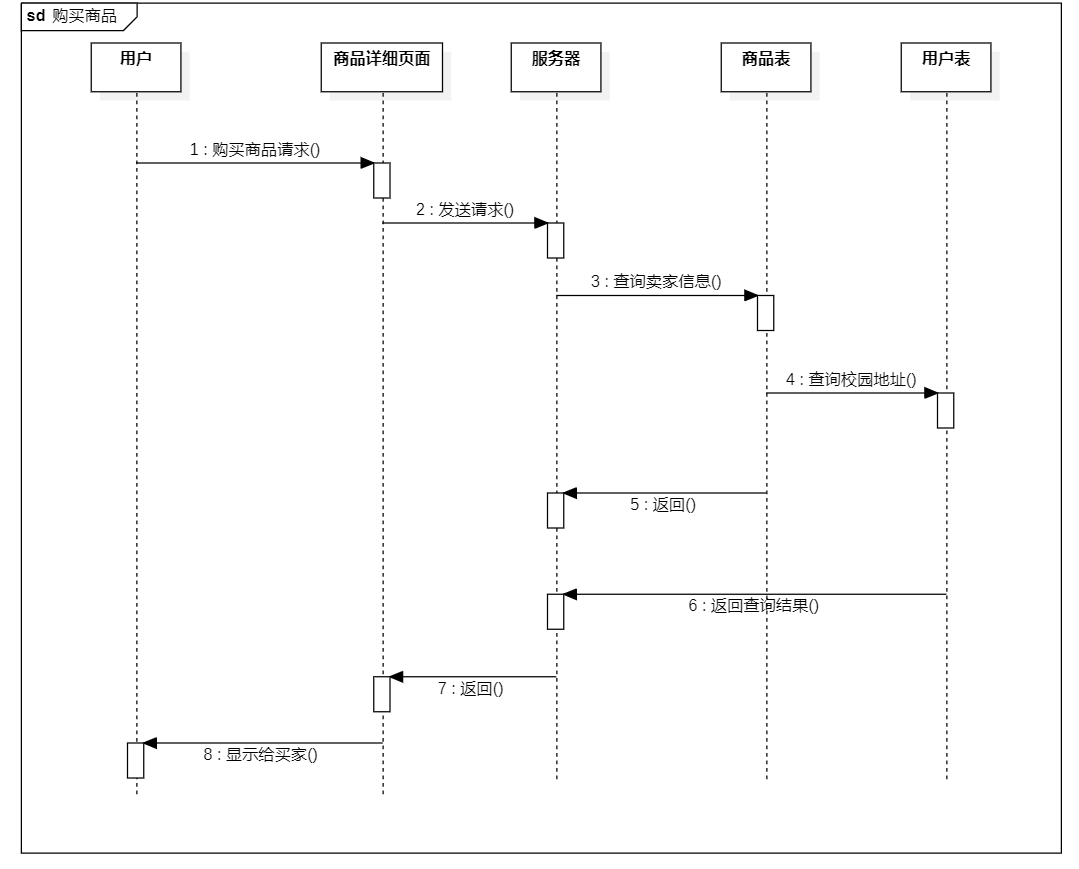 sd 购买商品
用户
商品详细页面
服务器
商品表
用户表
1 : 购买商品请求()
2 : 发送请求()
3 : 查询卖家信息()
4 : 查询校园地址()
5 : 返回()
6 : 返回查询结果()
7 : 返回()
8 : 显示给买家()